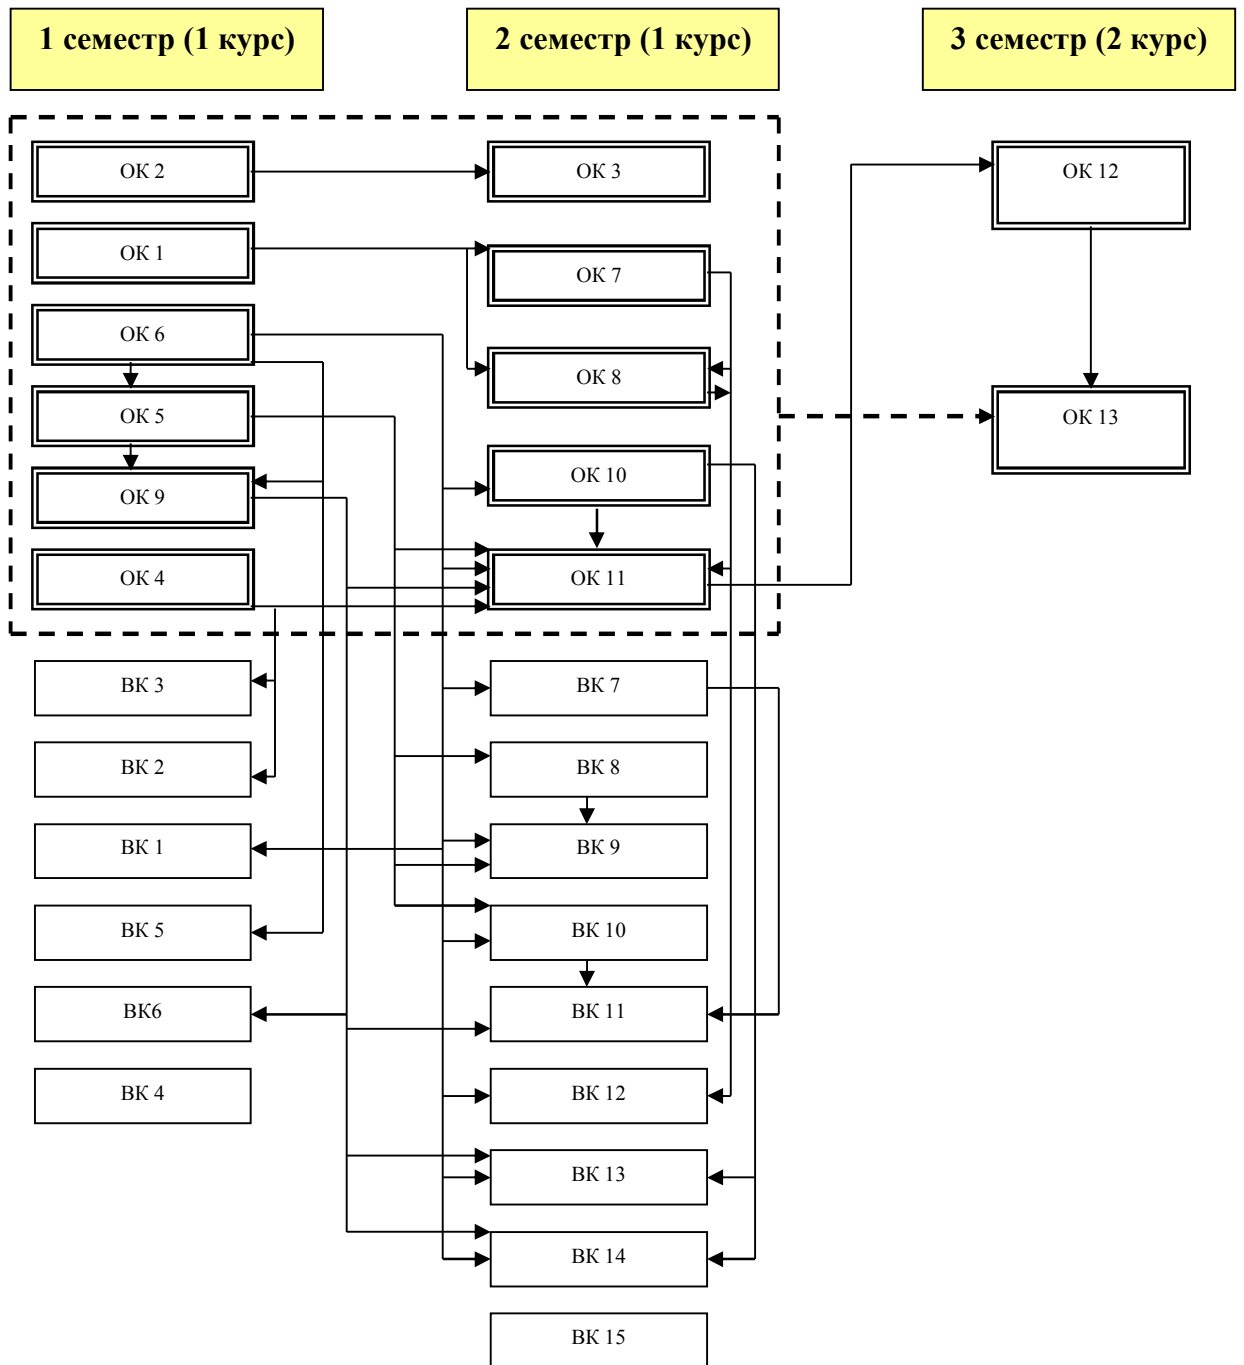 1 семестр (1 курс)
2 семестр (1 курс)
3 семестр (2 курс)
ОК 2
ОК 3
ОК 12
ОК 1
ОК 7
ОК 6
ОК 8
ОК 5
ОК 13
ОК 9
ОК 10
ОК 4
ОК 11
ВК 3
ВК 7
ВК 2
ВК 8
ВК 1
ВК 9
ВК 5
ВК 10
ВК6
ВК 11
ВК 4
ВК 12
ВК 13
ВК 14
ВК 15